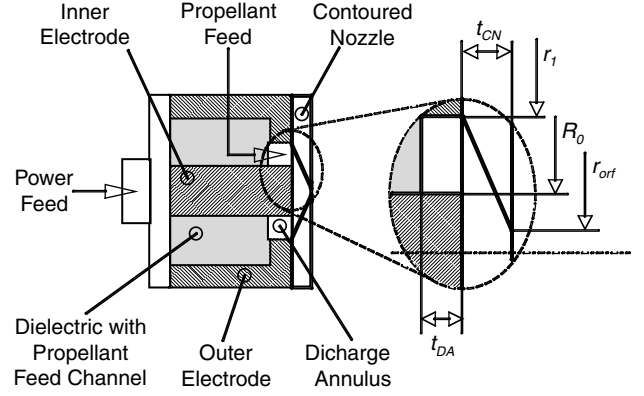 Inner
Electrode
Propellant
Feed
Contoured
Nozzle
t_CN
r_1
R_0
r_orf
Power
Feed
t_DA
Dielectric with
Propellant
Feed Channel
Outer
Electrode
Dicharge
Annulus